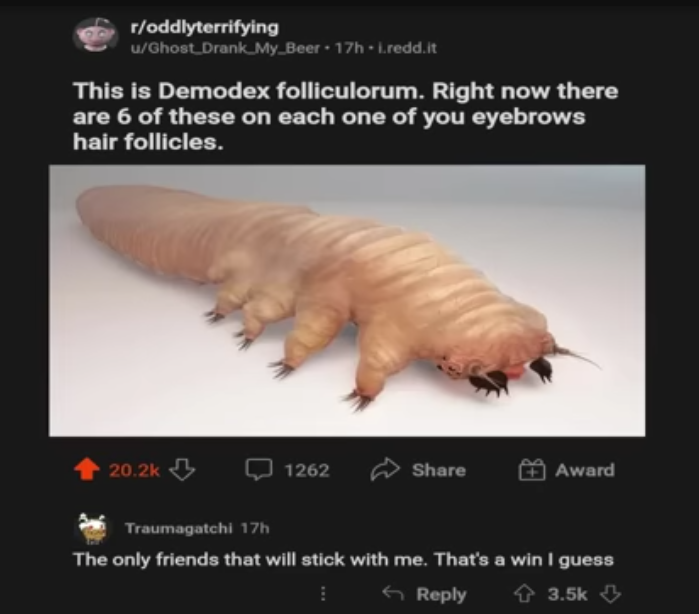 r/oddlyterrifying
u/Ghost_Drank_My_Beer • 17h • i.redd.it
This is Demodex folliculorum. Right now there
are 6 of these on each one of you eyebrows
hair follicles.
20.2k
1262
Share
Award
Traumagatchi 17h
The only friends that will stick with me. That's a win I guess
Reply
3.5k